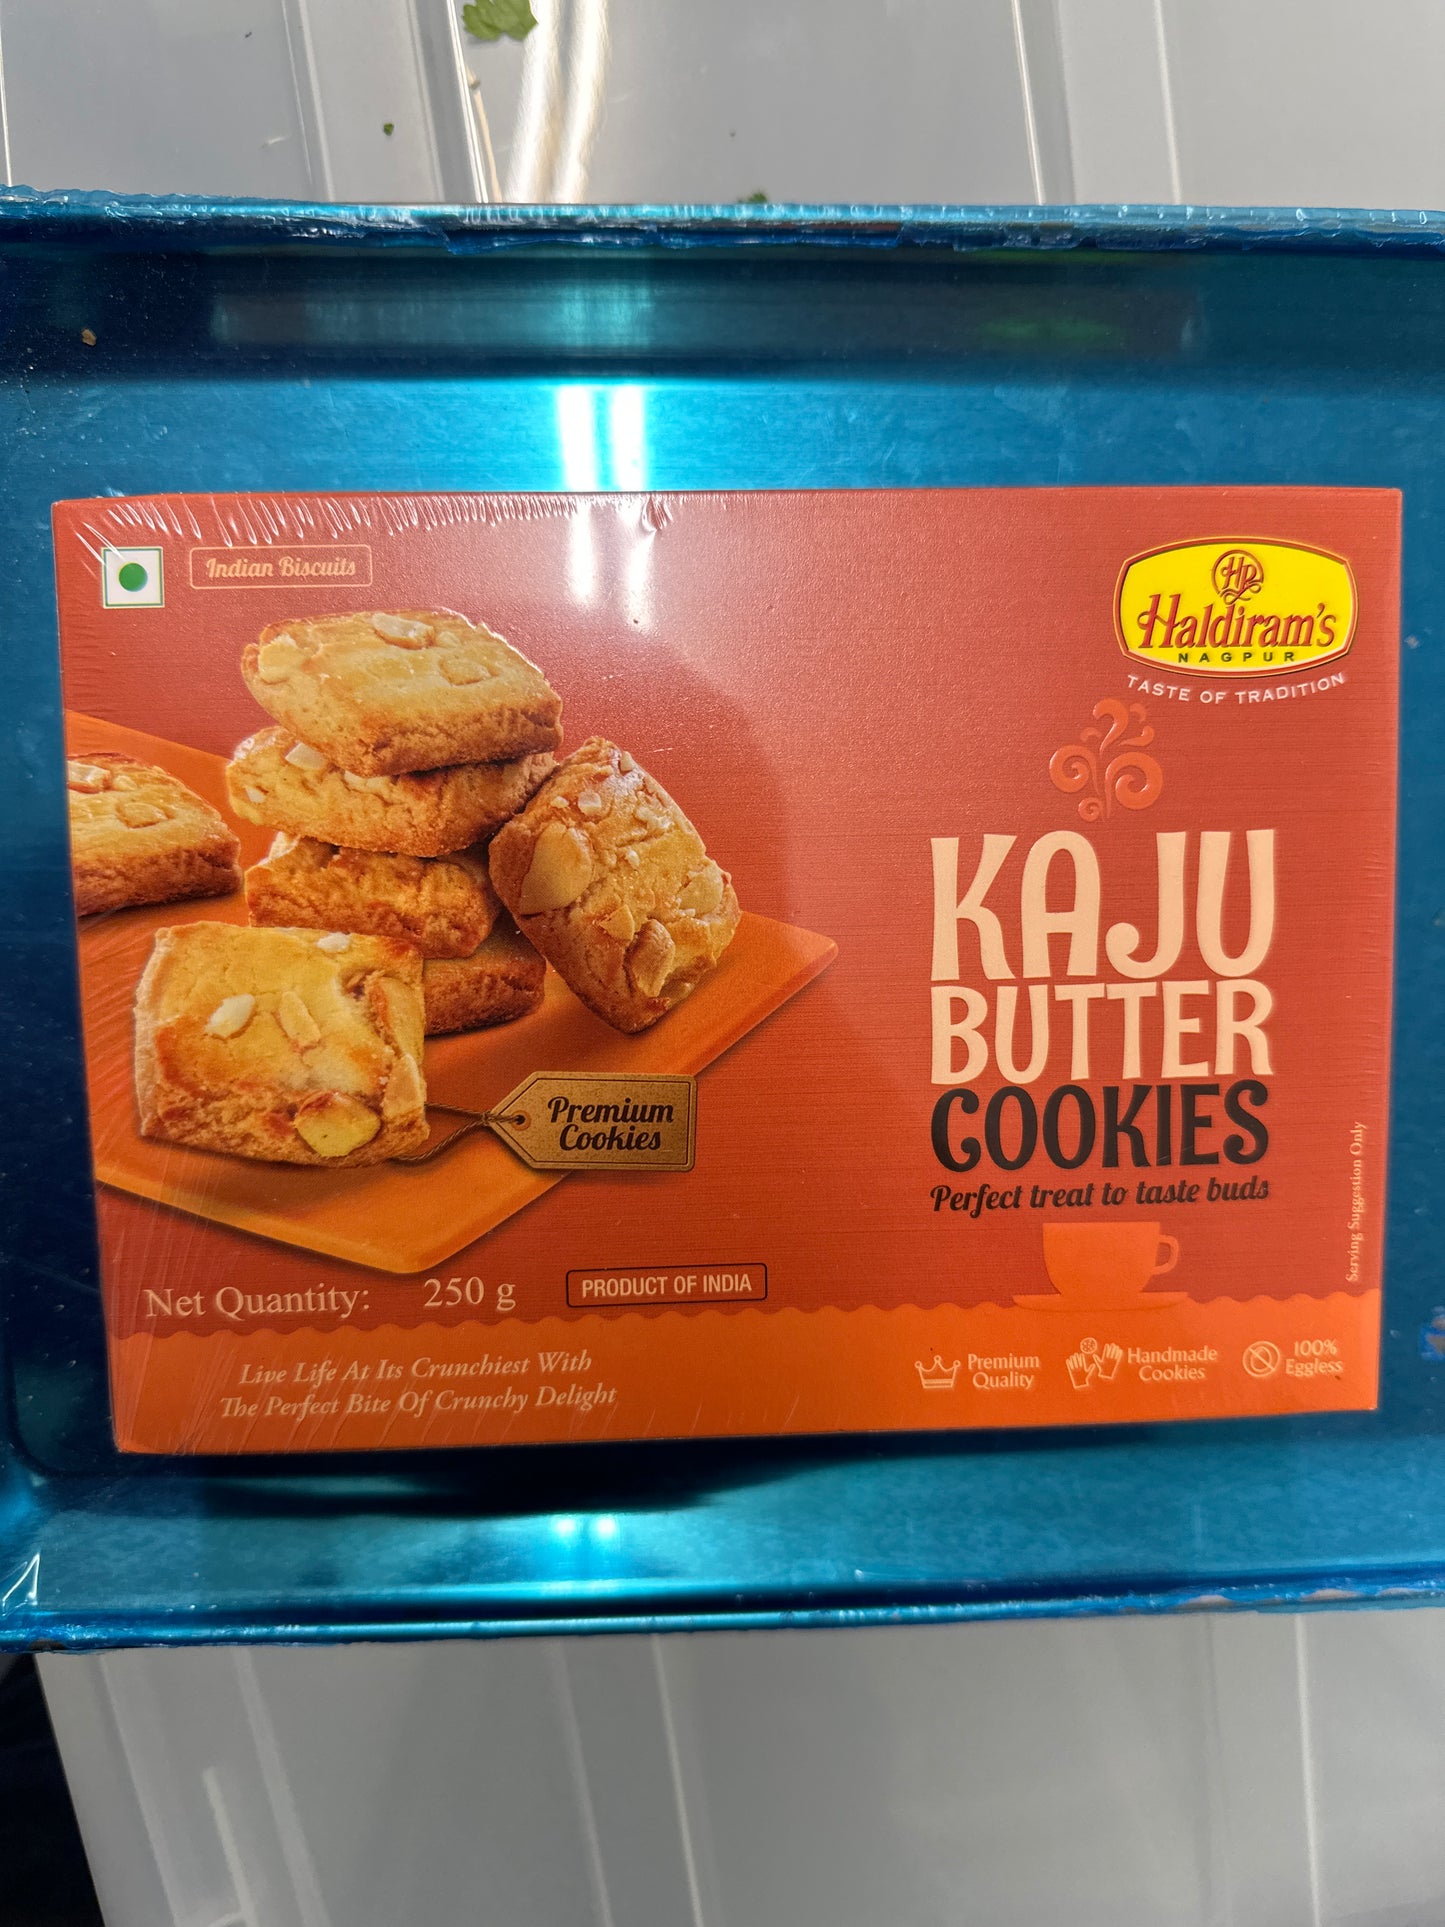 Indian Biscuits
HR
Haldiram's
NAGPUR
TASTE OF TRADITION
KAJU
BUTTER
COOKIES
Perfect treat to taste buds
Premium
Cookies
Serving Suggestion Only
Net Quantity: 250 g
PRODUCT OF INDIA
Live Life At Its Crunchiest With
The Perfect Bite Of Crunchy Delight
Premium
Quality
Handmade
Cookies
100%
Eggless